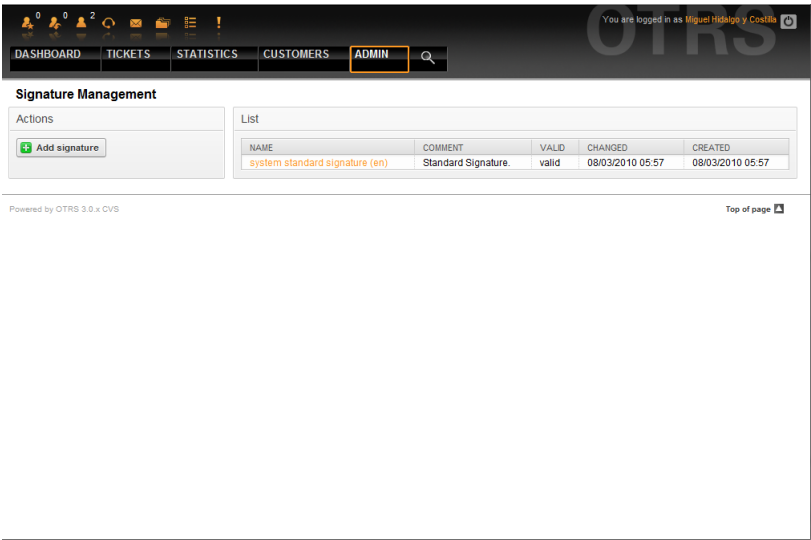 0 0 2
You are logged in as Miguel Hidalgo y Costilla
OTRS
DASHBOARD TICKETS STATISTICS CUSTOMERS ADMIN
Signature Management
Actions
Add signature
List
NAME COMMENT VALID CHANGED CREATED
system standard signature (en) Standard Signature. valid 08/03/2010 05:57 08/03/2010 05:57
Powered by OTRS 3.0.x CVS
Top of page